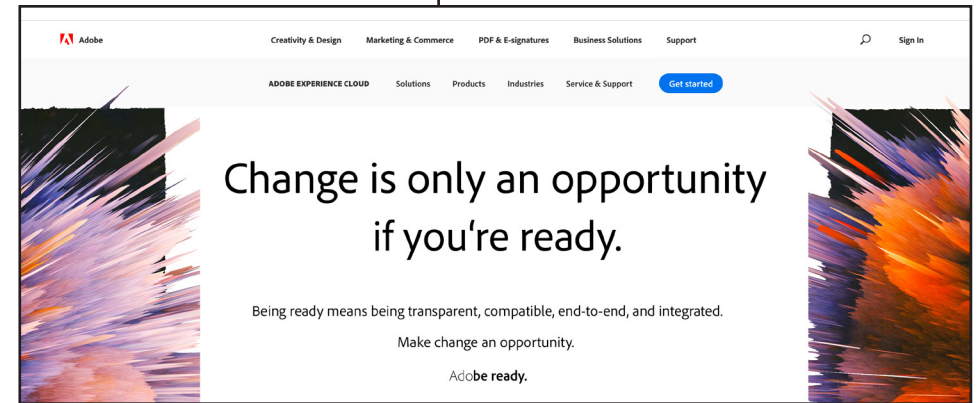 Adobe Creativity & Design Marketing & Commerce PDF & E-signatures Business Solutions Support Sign In
ADOBE EXPERIENCE CLOUD Solutions Products Industries Service & Support Get started
Change is only an opportunity
if you‘re ready.
Being ready means being transparent, compatible, end-to-end, and integrated.
Make change an opportunity.
Adobe ready.